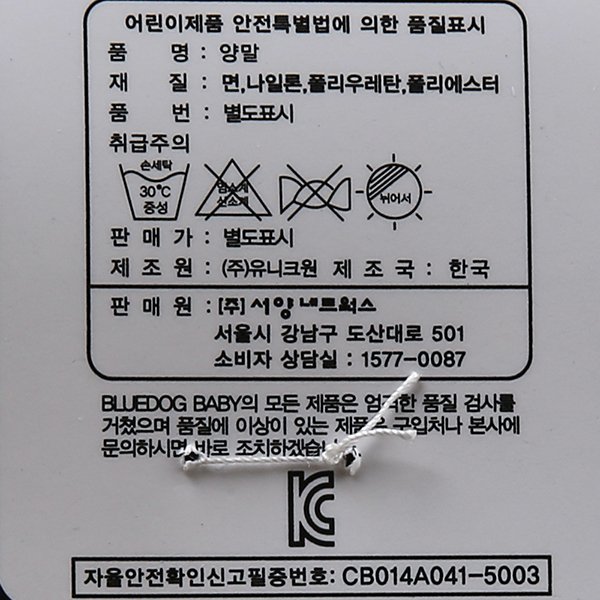 어린이제품 안전특별법에 의한 품질표시
품 명 : 양말
재 질 : 면,나일론,폴리우레탄,폴리에스터
품 번 : 별도표시
취급주의
손세탁
30℃
중성
염소계
산소계
뉘어서
판 매 가 : 별도표시
제 조 원 : (주)유니크원 제 조 국 : 한국
판 매 원 : [주] 서양네트웍스
서울시 강남구 도산대로 501
소비자 상담실 : 1577-0087
BLUEDOG BABY의 모든 제품은 엄격한 품질 검사를
거쳤으며 품질에 이상이 있는 제품은 구입처나 본사에
문의하시면 바로 조치하겠습니다
KC
자율안전확인신고필증번호: CB014A041-5003